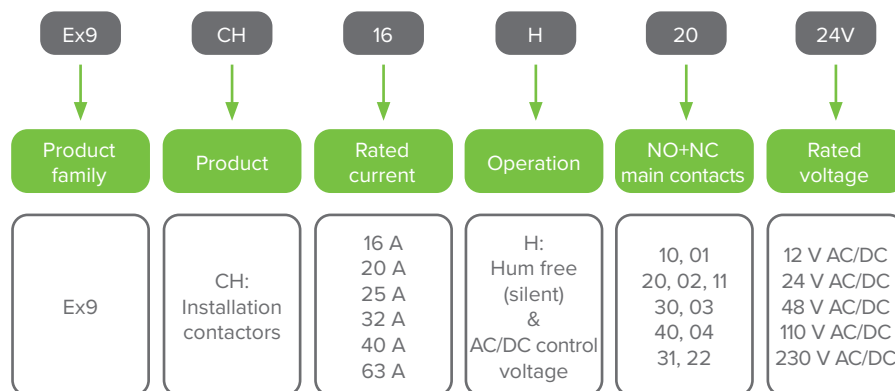 Ex9
CH
16
H
20
24V
Product
family
Product
Rated
current
Operation
NO+NC
main contacts
Rated
voltage
Ex9
CH:
Installation
contactors
16 A
20 A
25 A
32 A
40 A
63 A
H:
Hum free
(silent)
&
AC/DC control
voltage
10, 01
20, 02, 11
30, 03
40, 04
31, 22
12 V AC/DC
24 V AC/DC
48 V AC/DC
110 V AC/DC
230 V AC/DC